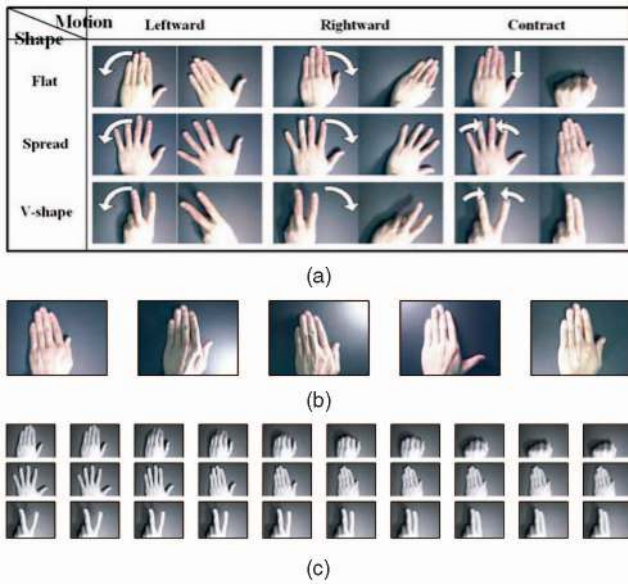 Motion
Shape
Leftward Rightward Contract
Flat
Spread
V-shape
(a)
(b)
(c)